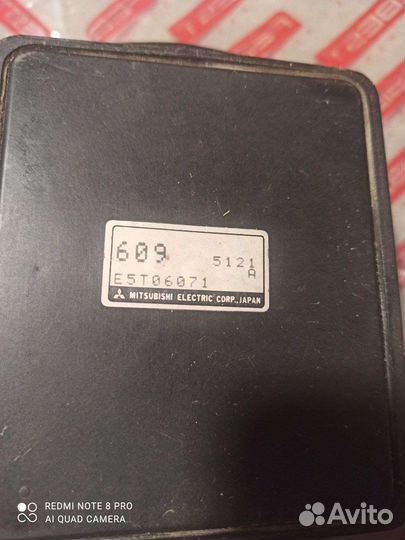 609
5121
A
E5T06071
MITSUBISHI ELECTRIC CORP., JAPAN
REDMI NOTE 8 PRO
AI QUAD CAMERA
Avito